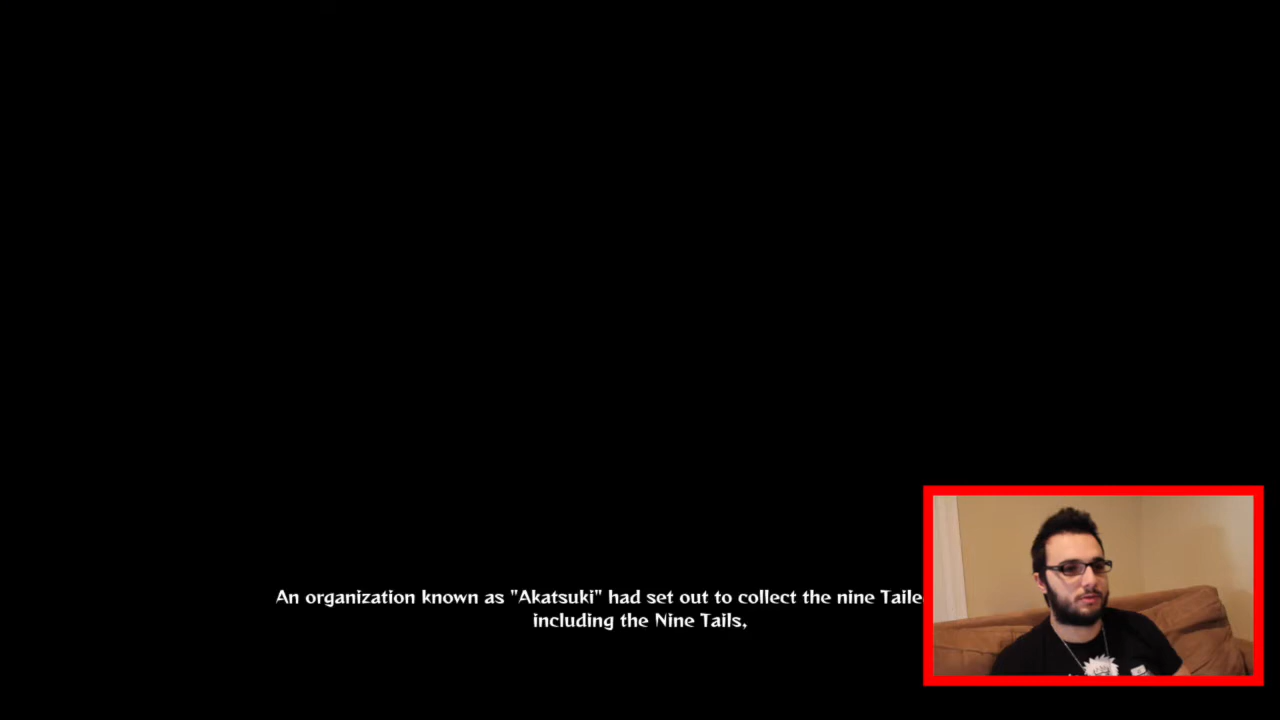 An organization known as "Akatsuki" had set out to collect the nine Taile
including the Nine Tails,